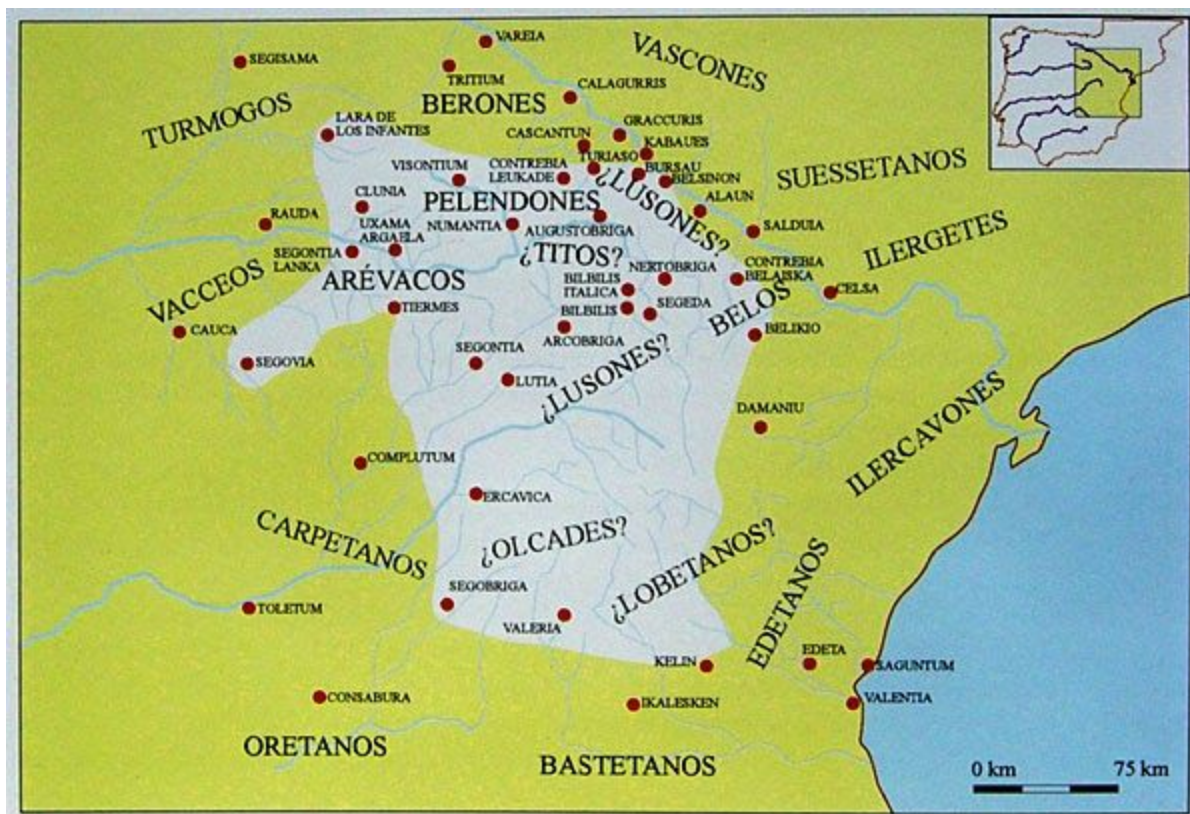 VAREIA
SEGISAMA
VASCONES
TRITIUM
CALAGURRIS
BERONES
TURMOGOS
LARA DE
LOS INFANTES
GRACCURIS
CASCANTUN
KABAUES
TURIASO
VISONTIUM
CONTREBIA
LEUKADE
BURSAU
BELSINON
SUESSETANOS
¿LUSONES?
CLUNIA
PELENDONES
ALAUN
RAUDA
UXAMA
ARGAELA
NUMANTIA
AUGUSTOBRIGA
SALDUIA
ILERGETES
SEGONTIA
LANKA
¿TITOS?
VACCEOS
ARÉVACOS
NERTOBRIGA
CONTREBIA
BELAISKA
BILBILIS
ITALICA
CELSA
BELOS
TIERMES
BILBILIS
SEGEDA
CAUCA
ARCOBRIGA
BELIKIO
SEGOVIA
SEGONTIA
¿LUSONES?
LUTIA
DAMANIU
ILERCAVONES
COMPLUTUM
ERCAVICA
CARPETANOS
¿OLCADES?
¿LOBETANOS?
EDETANOS
SEGOBRIGA
TOLETUM
VALERIA
KELIN
EDETA
SAGUNTUM
CONSABURA
IKALESKEN
VALENTIA
ORETANOS
BASTETANOS
0 km 75 km